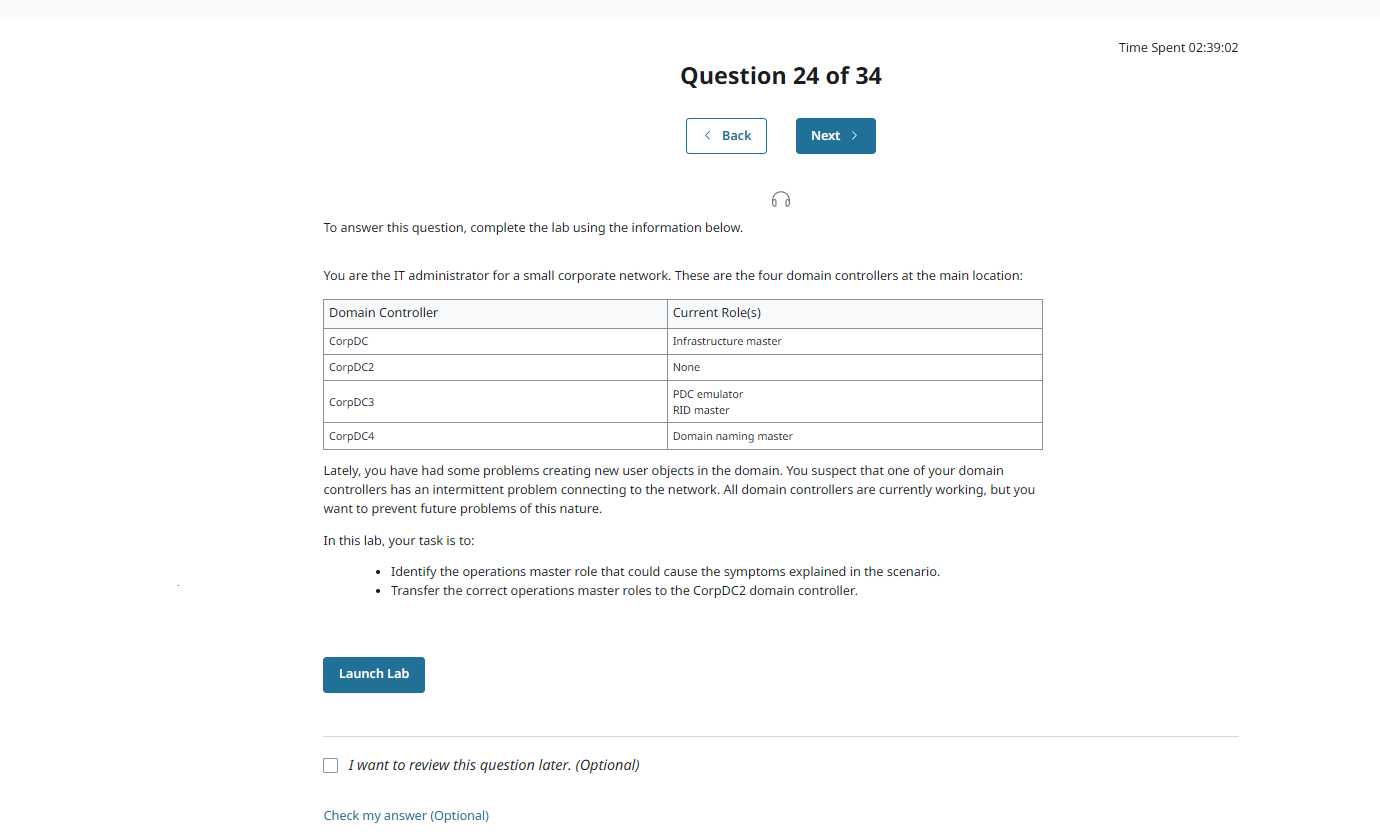 Time Spent 02:39:02
Question 24 of 34
Back
Next
To answer this question, complete the lab using the information below.
You are the IT administrator for a small corporate network. These are the four domain controllers at the main location:
Domain Controller
Current Role(s)
CorpDC
Infrastructure master
CorpDC2
None
CorpDC3
PDC emulator
RID master
CorpDC4
Domain naming master
Lately, you have had some problems creating new user objects in the domain. You suspect that one of your domain
controllers has an intermittent problem connecting to the network. All domain controllers are currently working, but you
want to prevent future problems of this nature.
In this lab, your task is to:
• Identify the operations master role that could cause the symptoms explained in the scenario.
• Transfer the correct operations master roles to the CorpDC2 domain controller.
Launch Lab
I want to review this question later. (Optional)
Check my answer (Optional)